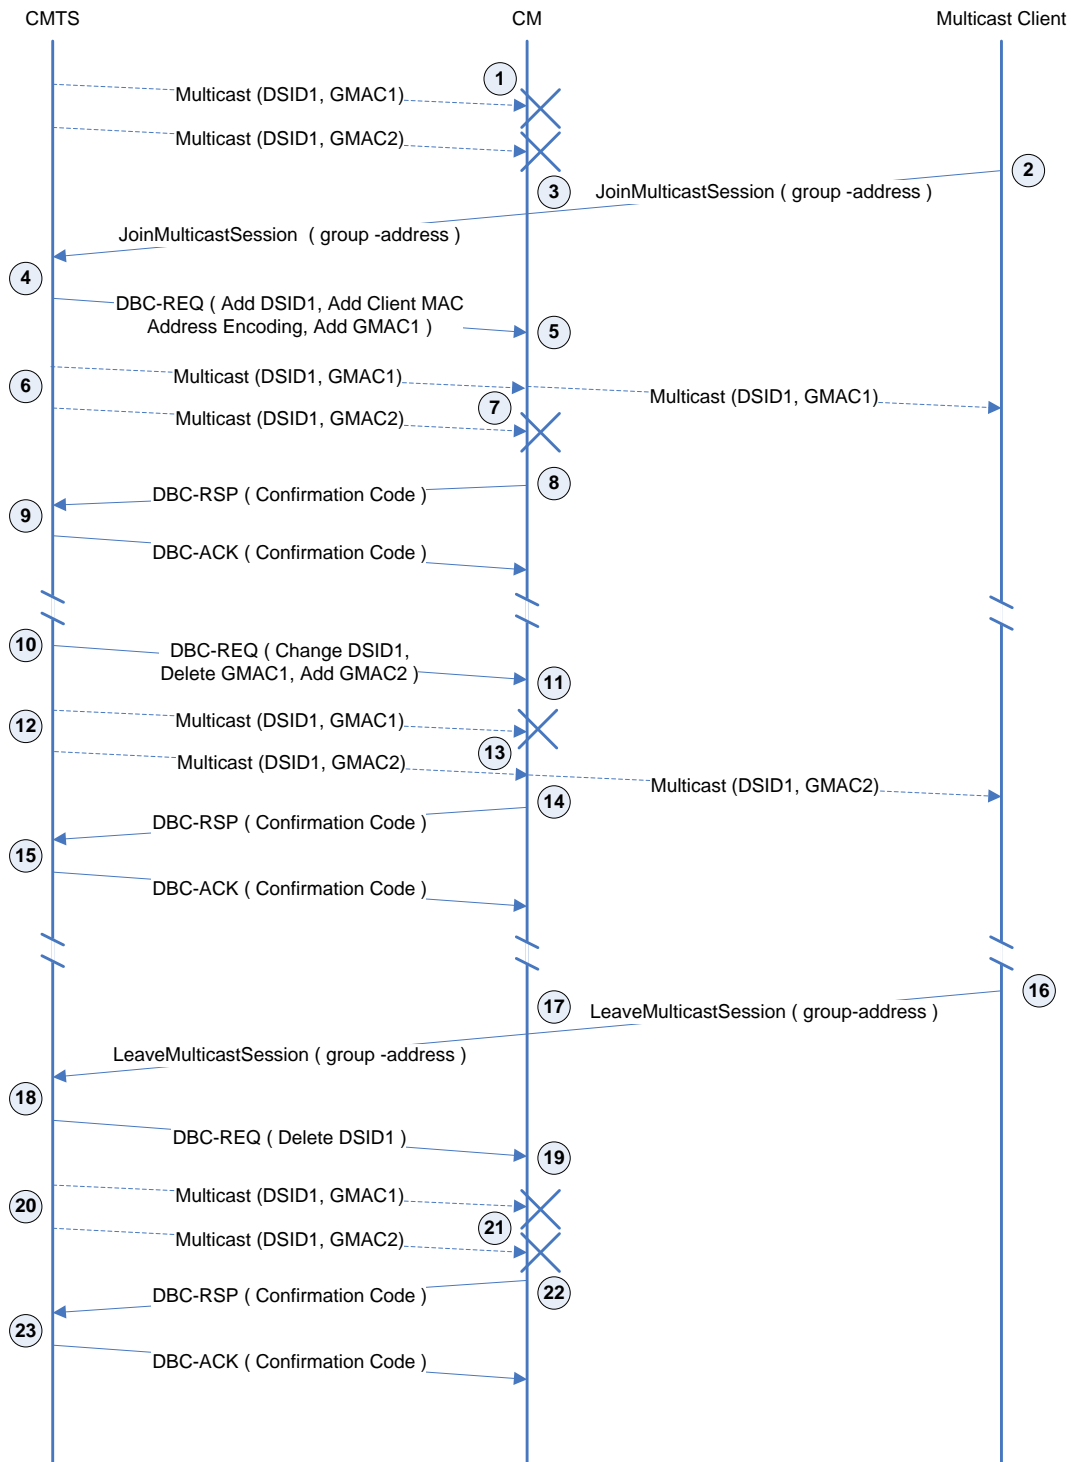 CMTS
CM
Multicast Client
1
Multicast (DSID1, GMAC1)
Multicast (DSID1, GMAC2)
2
3
JoinMulticastSession ( group -address )
JoinMulticastSession ( group -address )
4
DBC-REQ ( Add DSID1, Add Client MAC
Address Encoding, Add GMAC1 )
5
6
Multicast (DSID1, GMAC1)
Multicast (DSID1, GMAC1)
7
Multicast (DSID1, GMAC2)
8
DBC-RSP ( Confirmation Code )
9
DBC-ACK ( Confirmation Code )
10
DBC-REQ ( Change DSID1,
Delete GMAC1, Add GMAC2 )
11
12
Multicast (DSID1, GMAC1)
13
Multicast (DSID1, GMAC2)
Multicast (DSID1, GMAC2)
14
DBC-RSP ( Confirmation Code )
15
DBC-ACK ( Confirmation Code )
16
17
LeaveMulticastSession ( group-address )
LeaveMulticastSession ( group -address )
18
DBC-REQ ( Delete DSID1 )
19
20
Multicast (DSID1, GMAC1)
21
Multicast (DSID1, GMAC2)
22
DBC-RSP ( Confirmation Code )
23
DBC-ACK ( Confirmation Code )